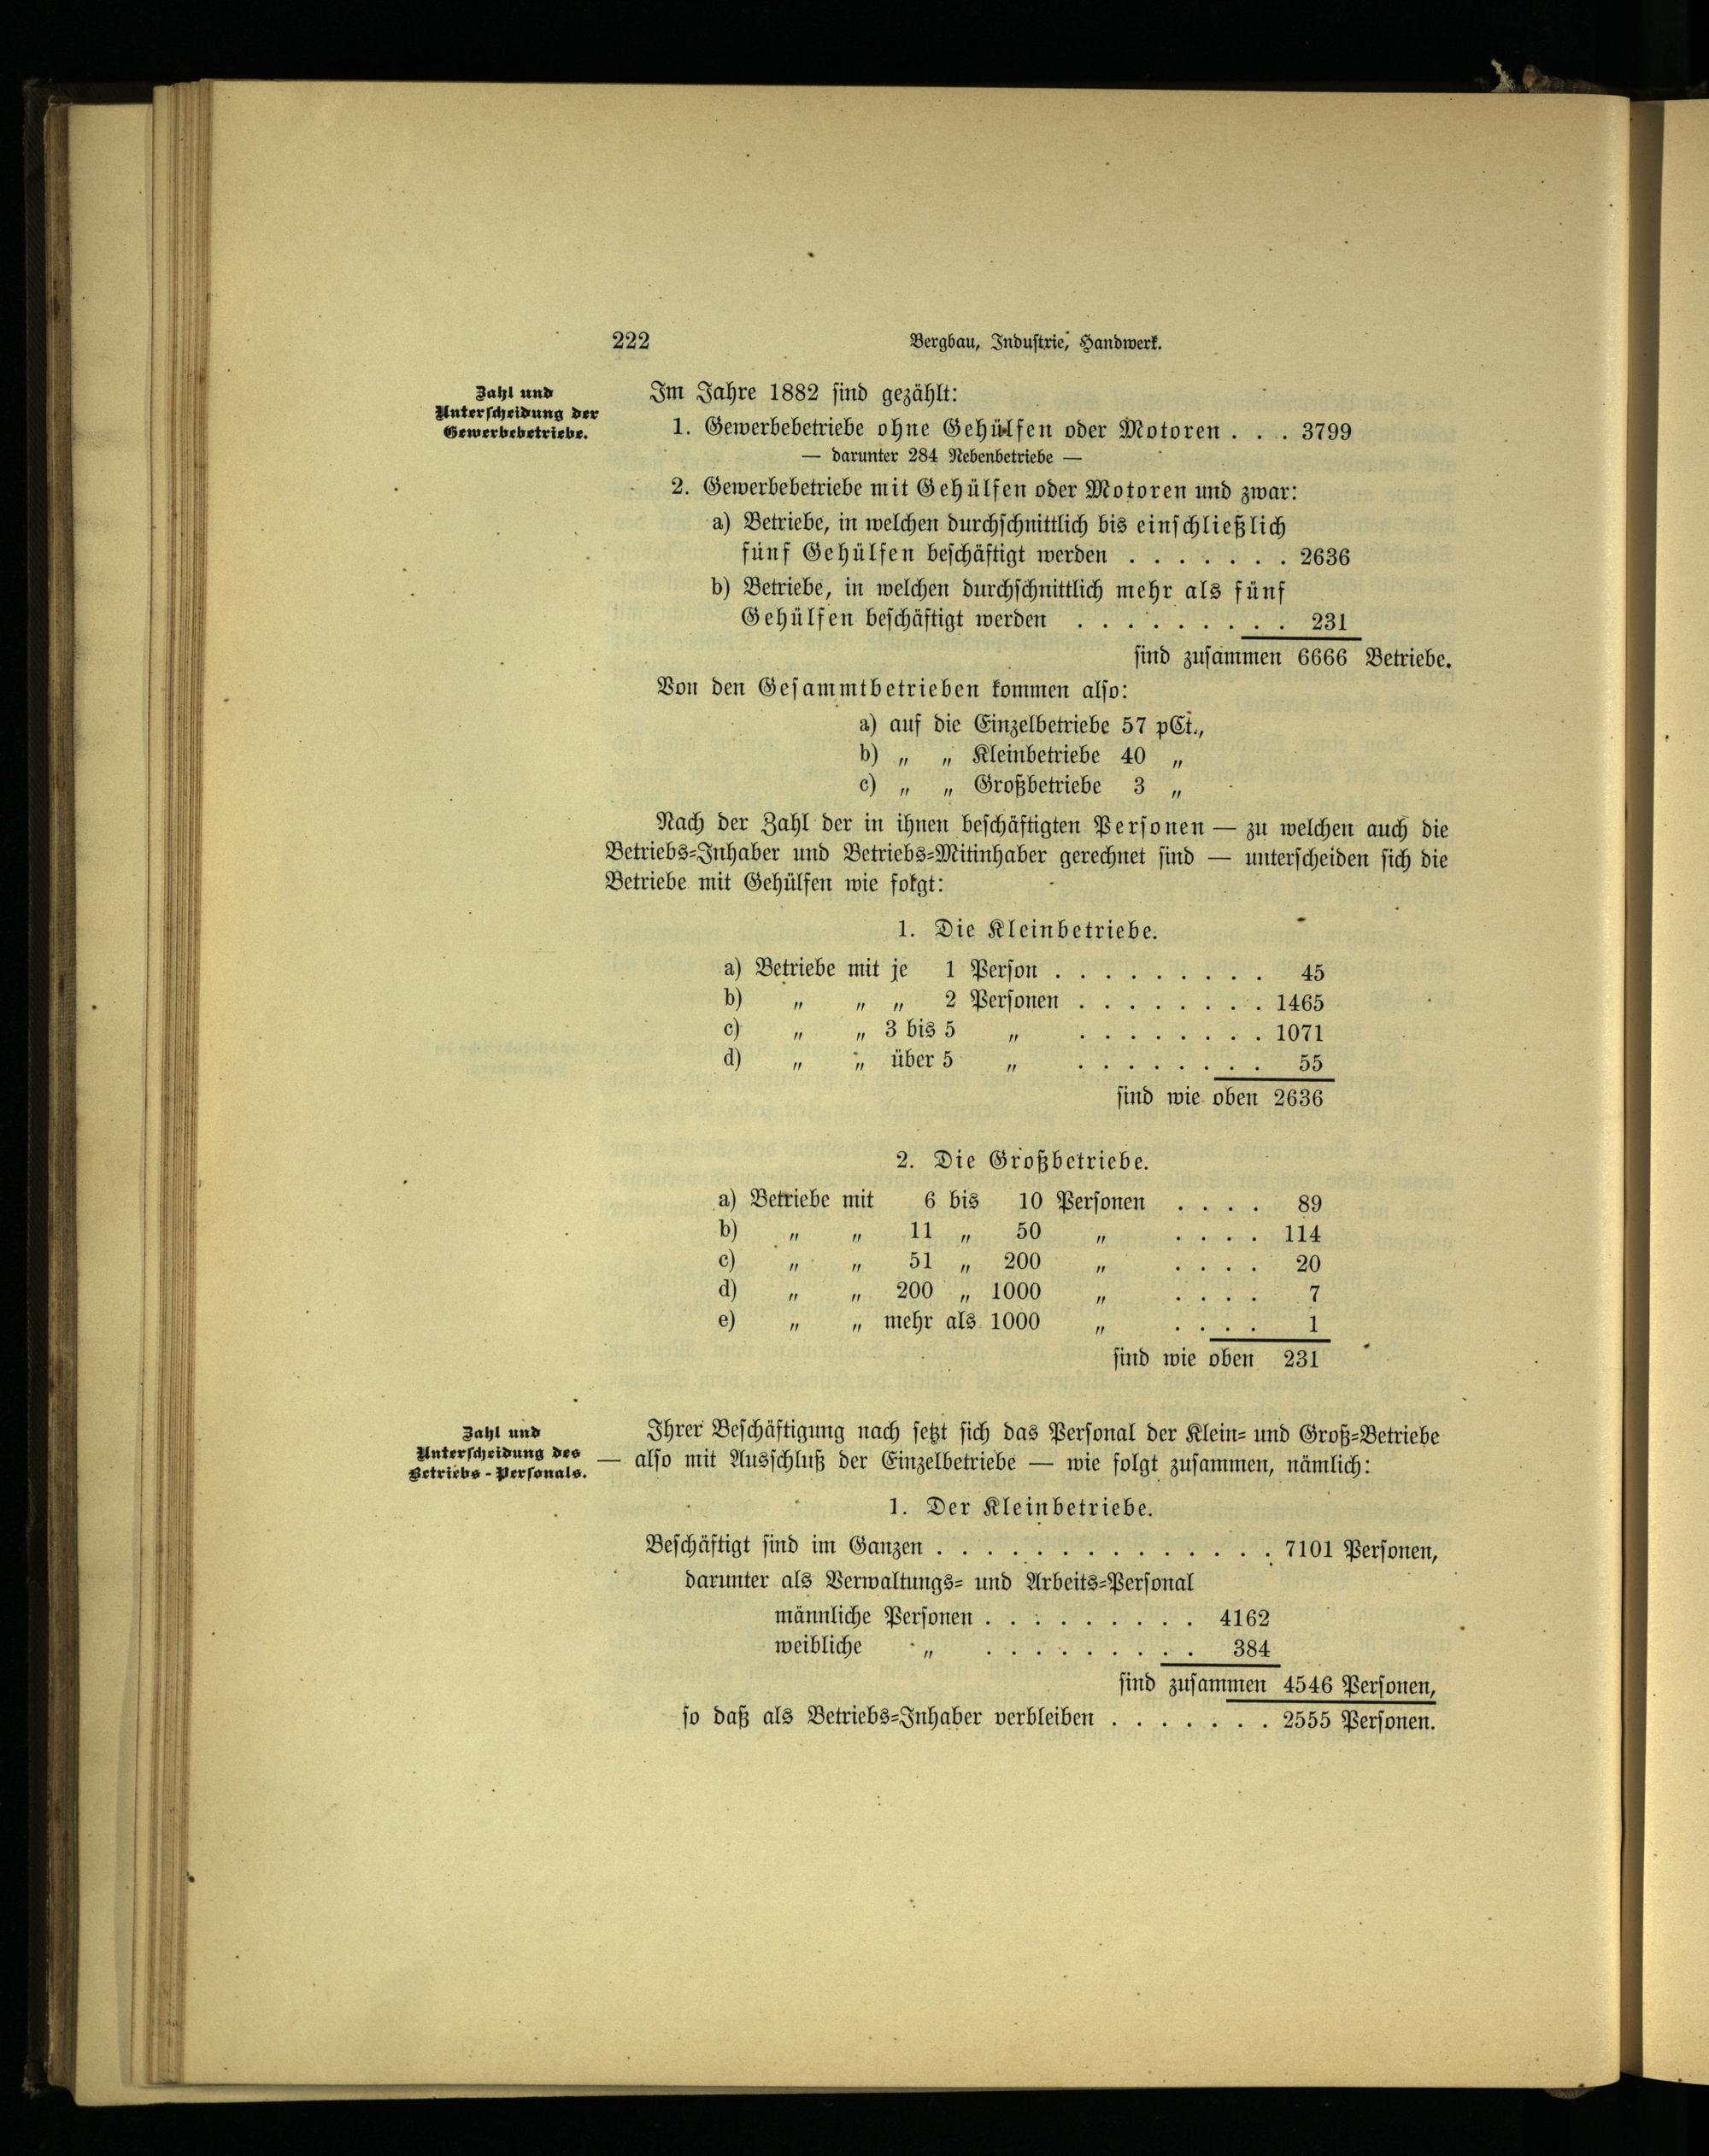 222 Bergbau, Industrie, Handwerk.
Zahl und
Unterscheidung der
Gewerbebetriebe.
Im Jahre 1882 sind gezählt:
1. Gewerbebetriebe ohne Gehülfen oder Motoren . . . 3799
— darunter 284 Nebenbetriebe —
2. Gewerbebetriebe mit Gehülfen oder Motoren und zwar:
a) Betriebe, in welchen durchschnittlich bis einschließlich
fünf Gehülfen beschäftigt werden . . . . . . . 2636
b) Betriebe, in welchen durchschnittlich mehr als fünf
Gehülfen beschäftigt werden . . . . . . . . . 231
sind zusammen 6666 Betriebe.
Von den Gesammtbetrieben kommen also:
a) auf die Einzelbetriebe 57 pCt.,
b) „ „ Kleinbetriebe 40 „
c) „ „ Großbetriebe 3 „
Nach der Zahl der in ihnen beschäftigten Personen — zu welchen auch die
Betriebs-Inhaber und Betriebs-Mitinhaber gerechnet sind — unterscheiden sich die
Betriebe mit Gehülfen wie folgt:
1. Die Kleinbetriebe.
a) Betriebe mit je 1 Person . . . . . . . . . 45
b) „ „ „ 2 Personen . . . . . . . . 1465
c) „ „ 3 bis 5 „ . . . . . . . . 1071
d) „ „ über 5 „ . . . . . . . . 55
sind wie oben 2636
2. Die Großbetriebe.
a) Betriebe mit 6 bis 10 Personen . . . . 89
b) „ „ 11 „ 50 „ . . . . 114
c) „ „ 51 „ 200 „ . . . . 20
d) „ „ 200 „ 1000 „ . . . . 7
e) „ „ mehr als 1000 „ . . . . 1
sind wie oben 231
Zahl und
Unterscheidung des
Betriebs-Personals.
Ihrer Beschäftigung nach setzt sich das Personal der Klein- und Groß-Betriebe
— also mit Ausschluß der Einzelbetriebe — wie folgt zusammen, nämlich:
1. Der Kleinbetriebe.
Beschäftigt sind im Ganzen . . . . . . . . . . . . . . 7101 Personen,
darunter als Verwaltungs- und Arbeits-Personal
männliche Personen . . . . . . . . . 4162
weibliche „ . . . . . . . . . 384
sind zusammen 4546 Personen,
so daß als Betriebs-Inhaber verbleiben . . . . . . . 2555 Personen.